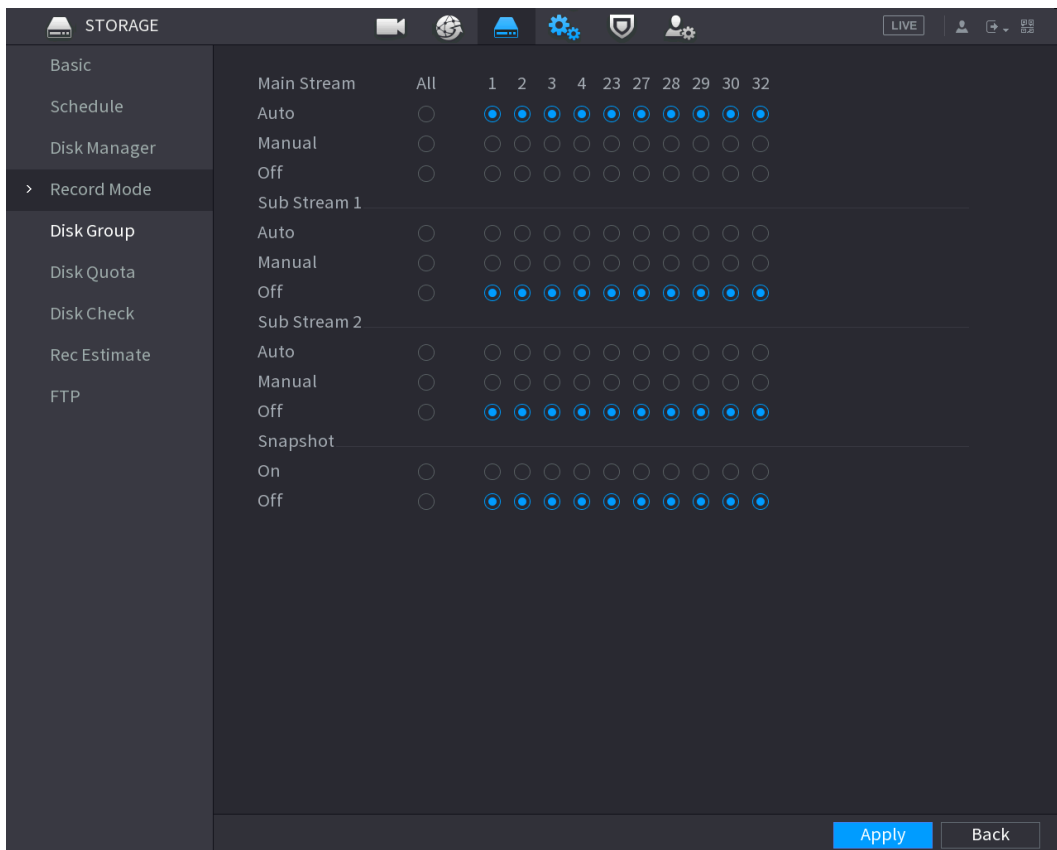 STORAGE
LIVE
Basic
Schedule
Disk Manager
Record Mode
Disk Group
Disk Quota
Disk Check
Rec Estimate
FTP
Main Stream All 1 2 3 4 23 27 28 29 30 32
Auto
Manual
Off
Sub Stream 1
Auto
Manual
Off
Sub Stream 2
Auto
Manual
Off
Snapshot
On
Off
Apply Back